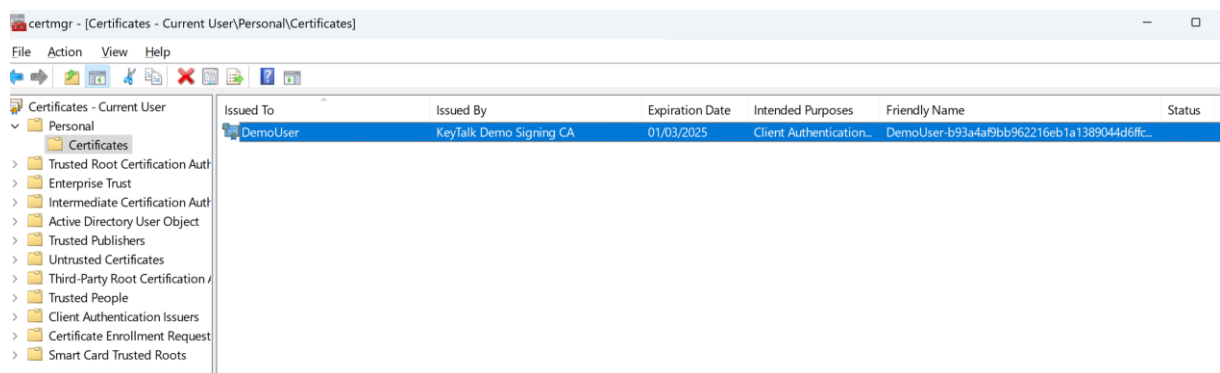 certmgr - [Certificates - Current User\Personal\Certificates]
File Action View Help
Certificates - Current User
Personal
Certificates
Trusted Root Certification Auth
Enterprise Trust
Intermediate Certification Auth
Active Directory User Object
Trusted Publishers
Untrusted Certificates
Third-Party Root Certification A
Trusted People
Client Authentication Issuers
Certificate Enrollment Request
Smart Card Trusted Roots
Issued To Issued By Expiration Date Intended Purposes Friendly Name Status
DemoUser KeyTalk Demo Signing CA 01/03/2025 Client Authentication... DemoUser-b93a4af9bb962216eb1a1389044d6ffc...